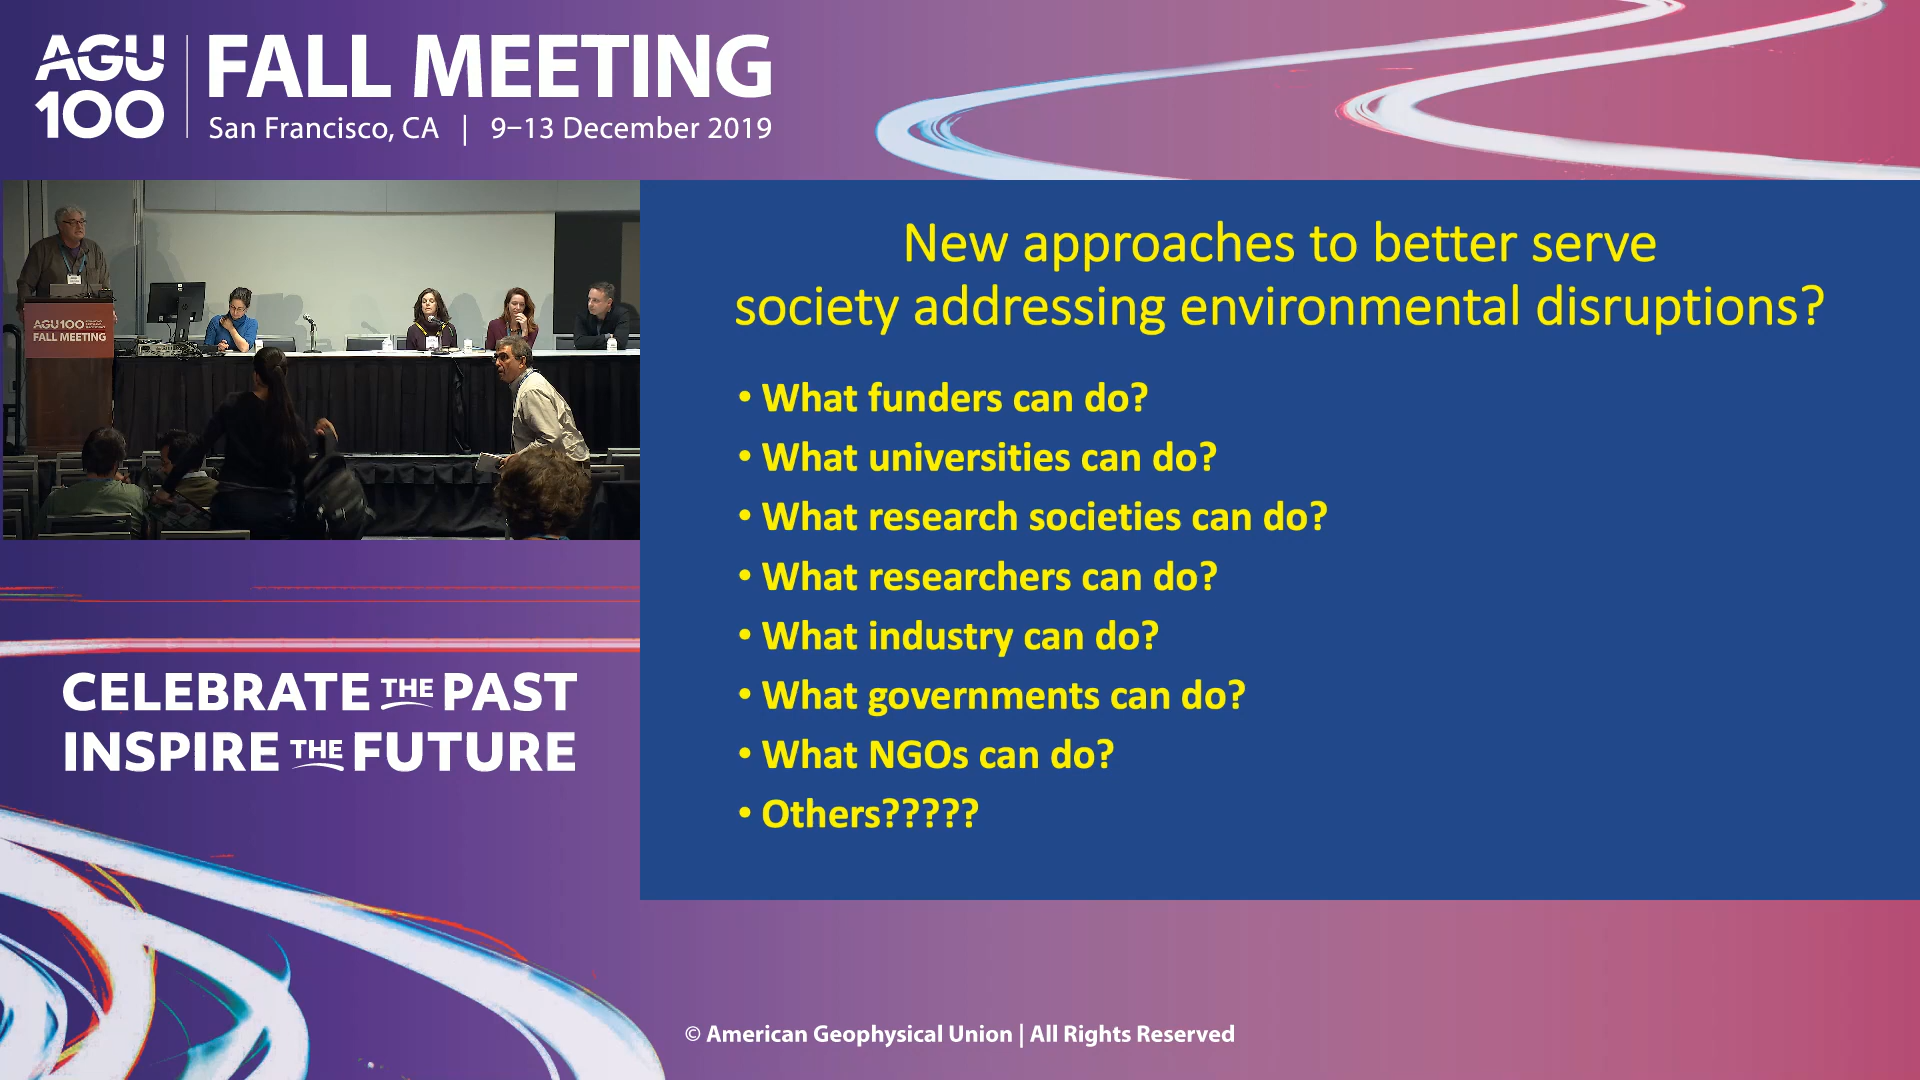 AGU
100
FALL MEETING
San Francisco, CA | 9–13 December 2019
AGU100
FALL MEETING
New approaches to better serve
society addressing environmental disruptions?
• What funders can do?
• What universities can do?
• What research societies can do?
• What researchers can do?
• What industry can do?
• What governments can do?
• What NGOs can do?
• Others?????
CELEBRATE THE PAST
INSPIRE THE FUTURE
© American Geophysical Union | All Rights Reserved